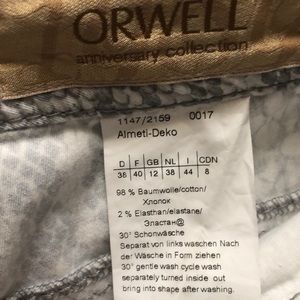 ORWELL
anniversary collection
1147/2159 0017
Almeti-Deko
D F GB NL I CDN
38 40 12 38 44 8
98 % Baumwolle/cotton/
Хлопок
2 % Elasthan/elastane/
Эластан@
30° Schonwäsche
Separat von links waschen Nach
der Wäsche in Form ziehen
30° gentle wash cycle wash
separately turned inside out
bring into shape after washing.